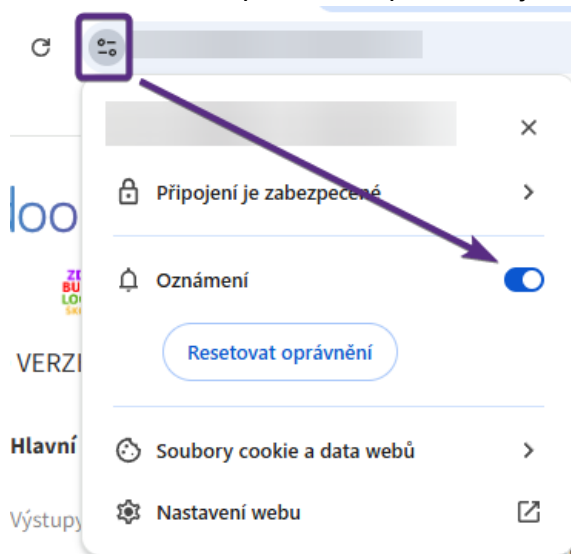 Připojení je zabezpečené
loo
Oznámení
Resetovat oprávnění
VERZI
Hlavní
Soubory cookie a data webů
Nastavení webu
Výstupy